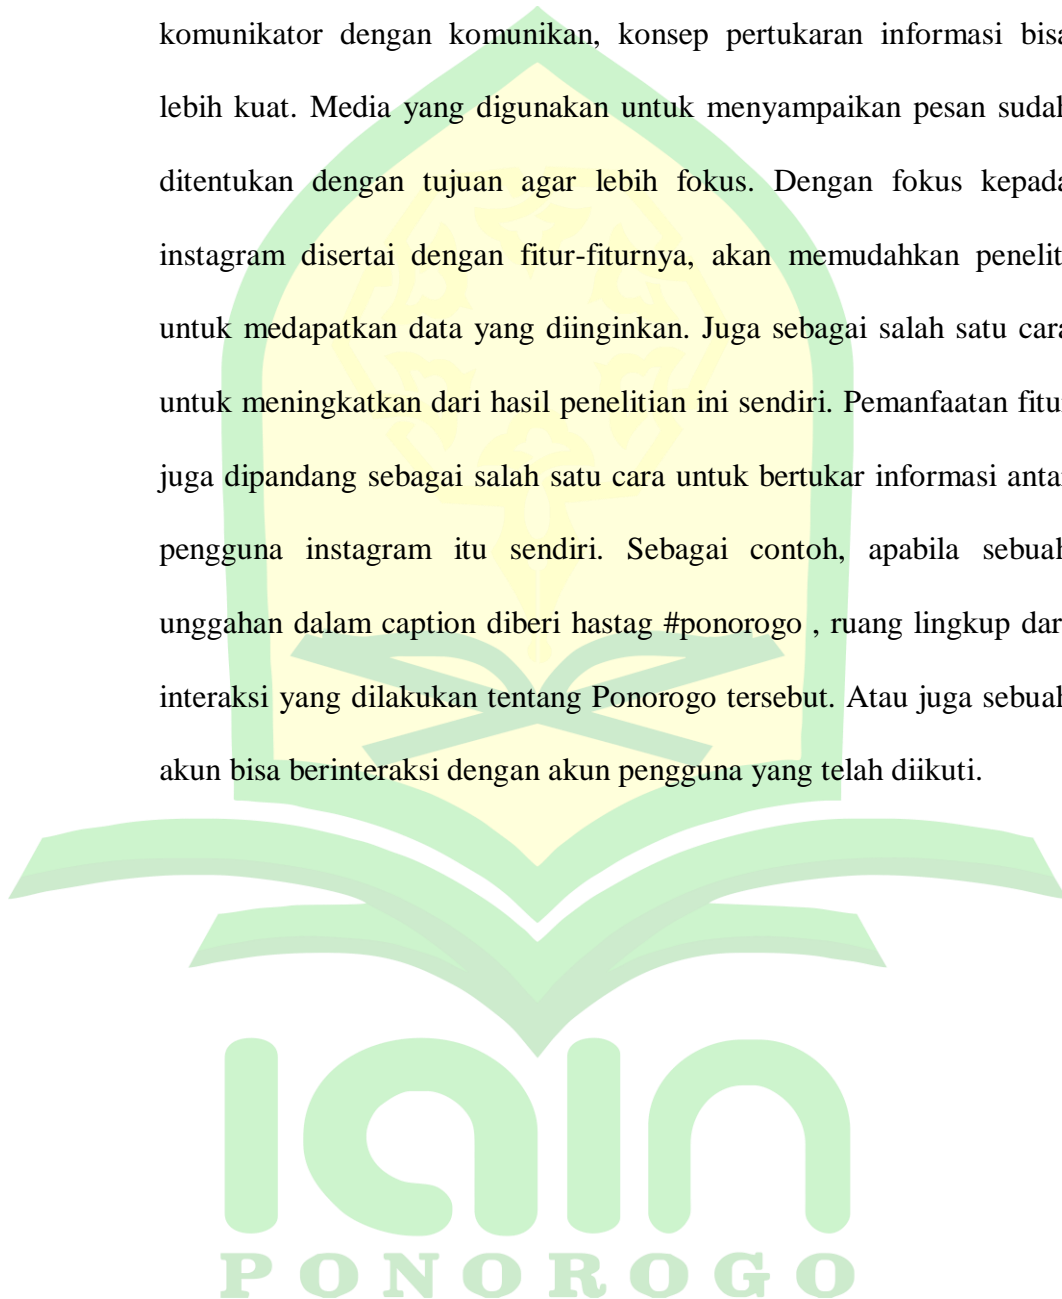 komunikator dengan komunikan, konsep pertukaran informasi bisa
lebih kuat. Media yang digunakan untuk menyampaikan pesan sudah
ditentukan dengan tujuan agar lebih fokus. Dengan fokus kepada
instagram disertai dengan fitur-fiturnya, akan memudahkan penelit
untuk medapatkan data yang diinginkan. Juga sebagai salah satu cara
untuk meningkatkan dari hasil penelitian ini sendiri. Pemanfaatan fitur
juga dipandang sebagai salah satu cara untuk bertukar informasi antar
pengguna instagram itu sendiri. Sebagai contoh, apabila sebuah
unggahan dalam caption diberi hastag #ponorogo , ruang lingkup dar
interaksi yang dilakukan tentang Ponorogo tersebut. Atau juga sebuah
akun bisa berinteraksi dengan akun pengguna yang telah diikuti.
iain
PONOROGO